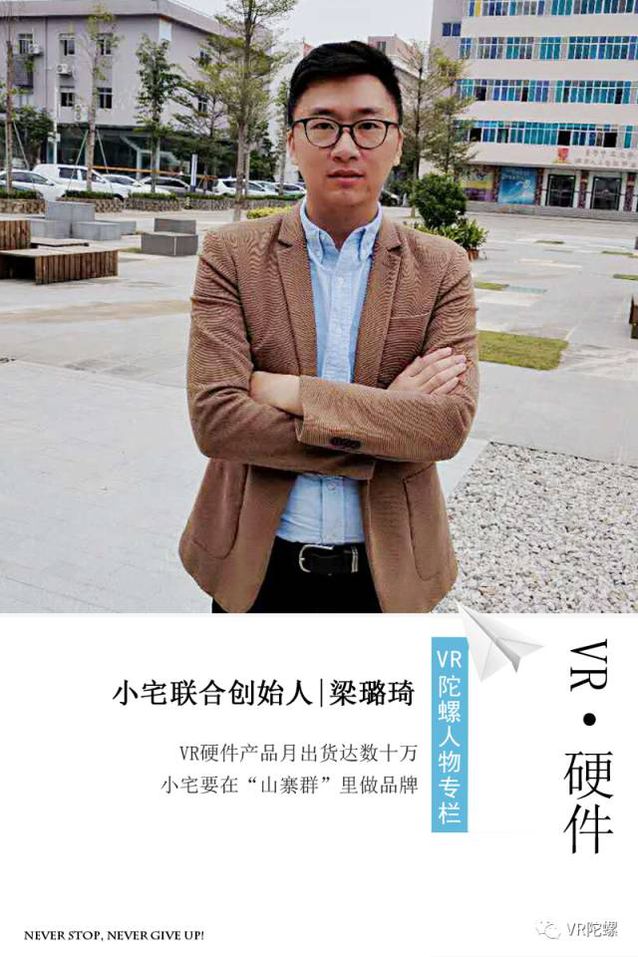 小宅联合创始人|梁璐琦
VR硬件产品月出货达数十万
小宅要在“山寨群”里做品牌
VR陀螺人物专栏
VR·硬件
NEVER STOP, NEVER GIVE UP!
VR陀螺